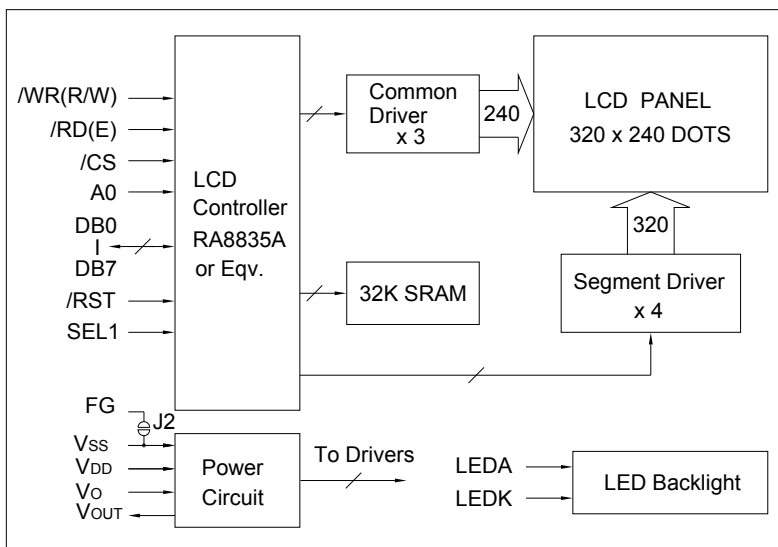 /WR(R/W)
/RD(E)
/CS
A0
DB0
I
DB7
/RST
SEL1
LCD
Controller
RA8835A
or Eqv.
Common
Driver
x 3
240
LCD PANEL
320 x 240 DOTS
320
32K SRAM
Segment Driver
x 4
FG
J2
VSS
VDD
VO
VOUT
Power
Circuit
To Drivers
LEDA
LEDK
LED Backlight